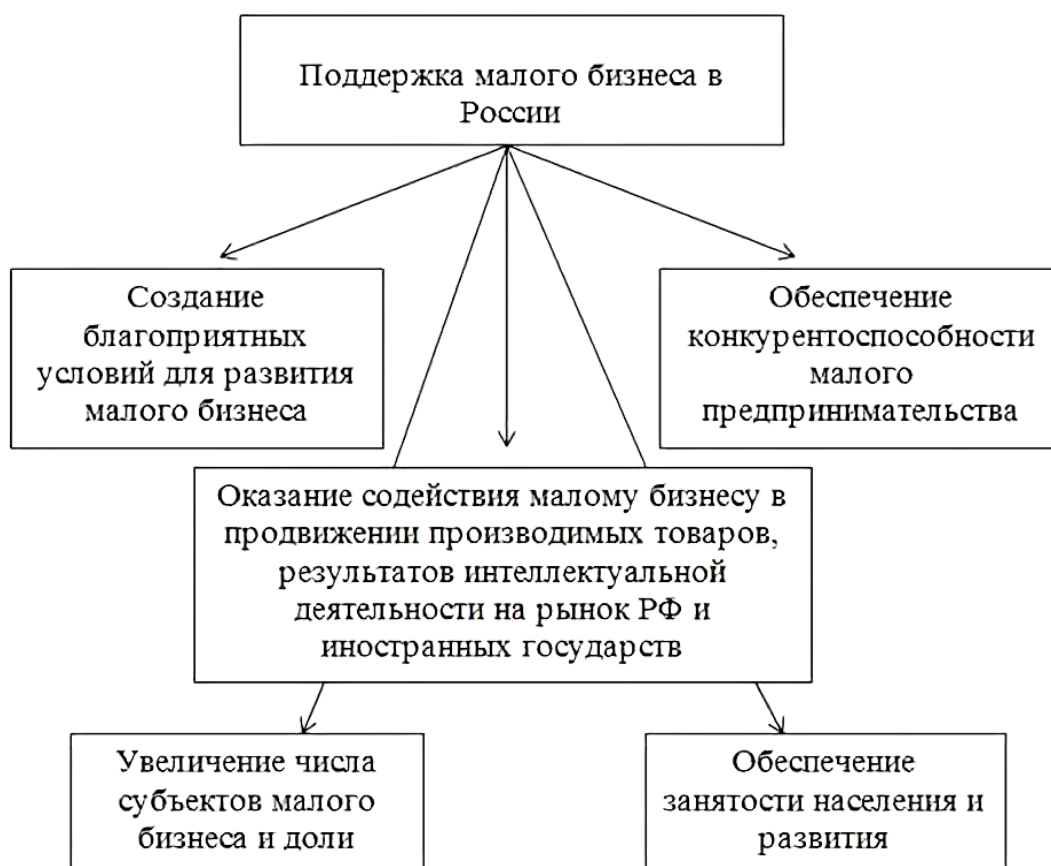 Поддержка малого бизнеса в
России
Создание
благоприятных
условий для развития
малого бизнеса
Обеспечение
конкурентоспособности
малого
предпринимательства
Оказание содействия малому бизнесу в
продвижении производимых товаров,
результатов интеллектуальной
деятельности на рынок РФ и
иностранных государств
Увеличение числа
субъектов малого
бизнеса и доли
Обеспечение
занятости населения и
развития